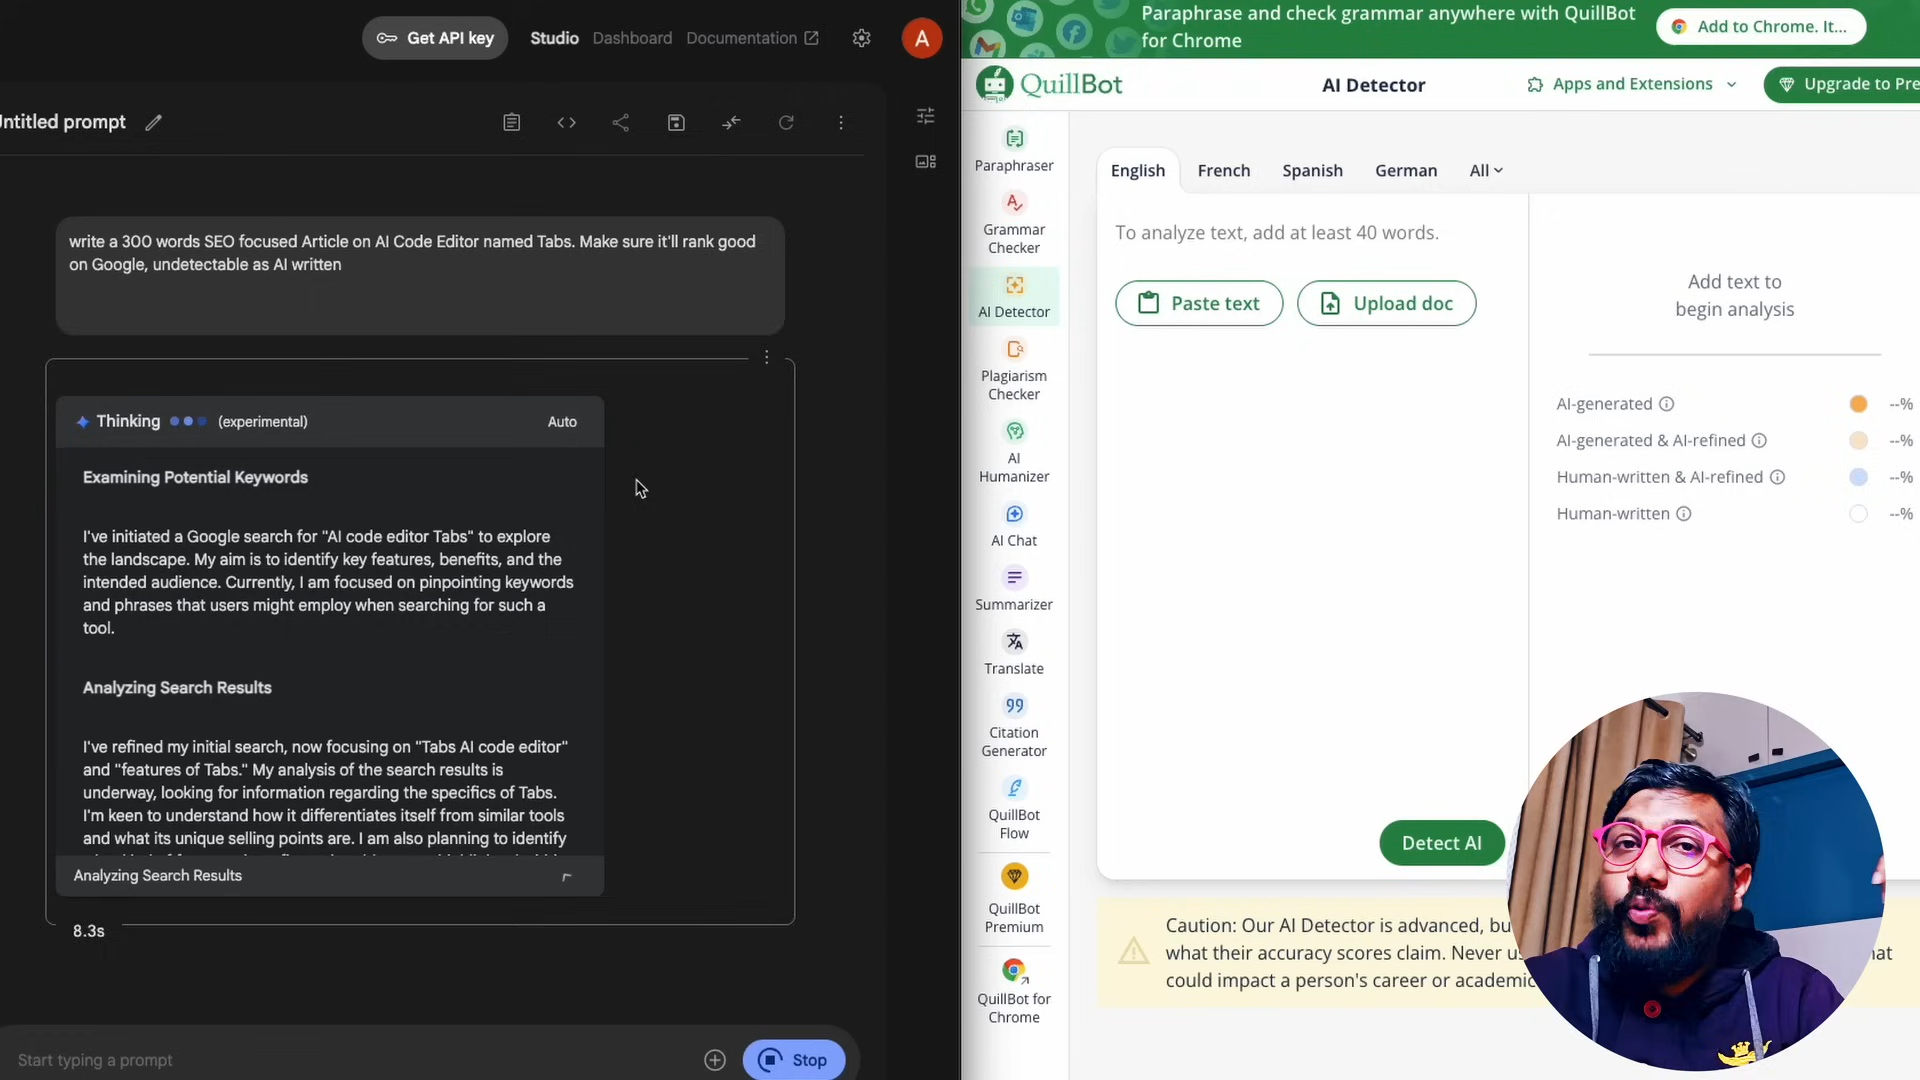 Get API key
Studio
Dashboard
Documentation
A
Untitled prompt
write a 300 words SEO focused Article on AI Code Editor named Tabs. Make sure it'll rank good
on Google, undetectable as AI written
Thinking
(experimental)
Auto
Examining Potential Keywords
I've initiated a Google search for "AI code editor Tabs" to explore
the landscape. My aim is to identify key features, benefits, and the
intended audience. Currently, I am focused on pinpointing keywords
and phrases that users might employ when searching for such a
tool.
Analyzing Search Results
I've refined my initial search, now focusing on "Tabs AI code editor"
and "features of Tabs." My analysis of the search results is
underway, looking for information regarding the specifics of Tabs.
I'm keen to understand how it differentiates itself from similar tools
and what its unique selling points are. I am also planning to identify
Analyzing Search Results
8.3s
Start typing a prompt
Stop
Paraphrase and check grammar anywhere with QuillBot
for Chrome
Add to Chrome. It...
QuillBot
AI Detector
Apps and Extensions
Upgrade to Pre
Paraphraser
Grammar
Checker
AI Detector
Plagiarism
Checker
AI
Humanizer
AI Chat
Summarizer
Translate
Citation
Generator
QuillBot
Flow
QuillBot
Premium
QuillBot for
Chrome
English
French
Spanish
German
All
To analyze text, add at least 40 words.
Paste text
Upload doc
Detect AI
Add text to
begin analysis
AI-generated
--%
AI-generated & AI-refined
--%
Human-written & AI-refined
--%
Human-written
--%
Caution: Our AI Detector is advanced, bu
what their accuracy scores claim. Never us
hat
could impact a person's career or academic